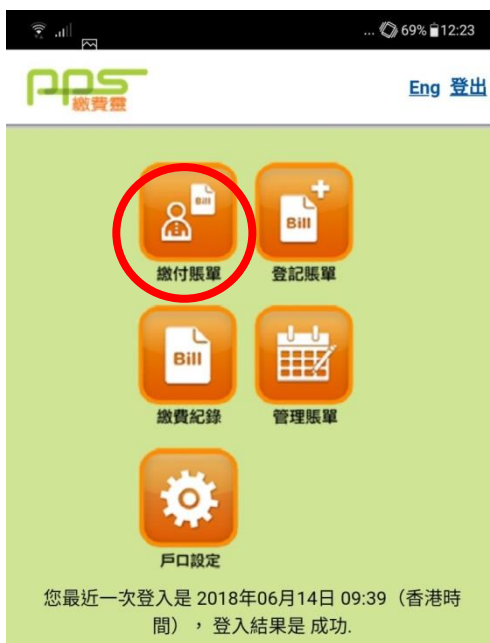 ... 69% 12:23
pps
繳費靈
Eng 登出
Bill
Bill
繳付賬單
登記賬單
Bill
繳費紀錄
管理賬單
戶口設定
您最近一次登入是 2018年06月14日 09:39（香港時
間），登入結果是 成功.